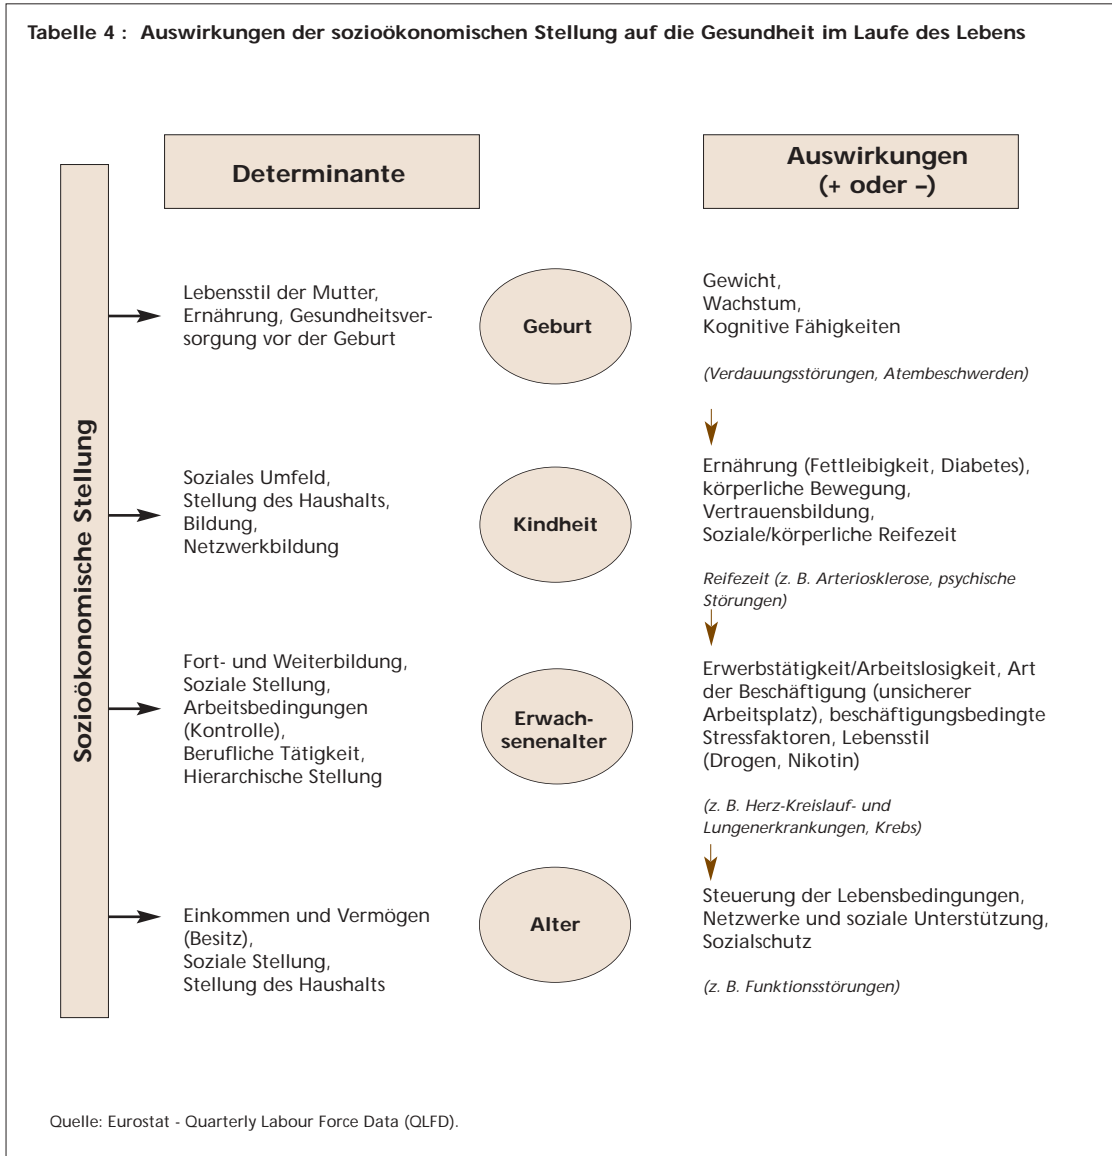 Tabelle 4 : Auswirkungen der sozioökonomischen Stellung auf die Gesundheit im Laufe des Lebens
Sozioökonomische Stellung
Determinante
Auswirkungen
(+ oder –)
Lebensstil der Mutter,
Ernährung, Gesundheitsver-
sorgung vor der Geburt
Geburt
Gewicht,
Wachstum,
Kognitive Fähigkeiten
(Verdauungsstörungen, Atembeschwerden)
Soziales Umfeld,
Stellung des Haushalts,
Bildung,
Netzwerkbildung
Kindheit
Ernährung (Fettleibigkeit, Diabetes),
körperliche Bewegung,
Vertrauensbildung,
Soziale/körperliche Reifezeit
Reifezeit (z. B. Arteriosklerose, psychische
Störungen)
Fort- und Weiterbildung,
Soziale Stellung,
Arbeitsbedingungen
(Kontrolle),
Berufliche Tätigkeit,
Hierarchische Stellung
Erwach-
senenalter
Erwerbstätigkeit/Arbeitslosigkeit, Art
der Beschäftigung (unsicherer
Arbeitsplatz), beschäftigungsbedingte
Stressfaktoren, Lebensstil
(Drogen, Nikotin)
(z. B. Herz-Kreislauf- und
Lungenerkrankungen, Krebs)
Einkommen und Vermögen
(Besitz),
Soziale Stellung,
Stellung des Haushalts
Alter
Steuerung der Lebensbedingungen,
Netzwerke und soziale Unterstützung,
Sozialschutz
(z. B. Funktionsstörungen)
Quelle: Eurostat - Quarterly Labour Force Data (QLFD).